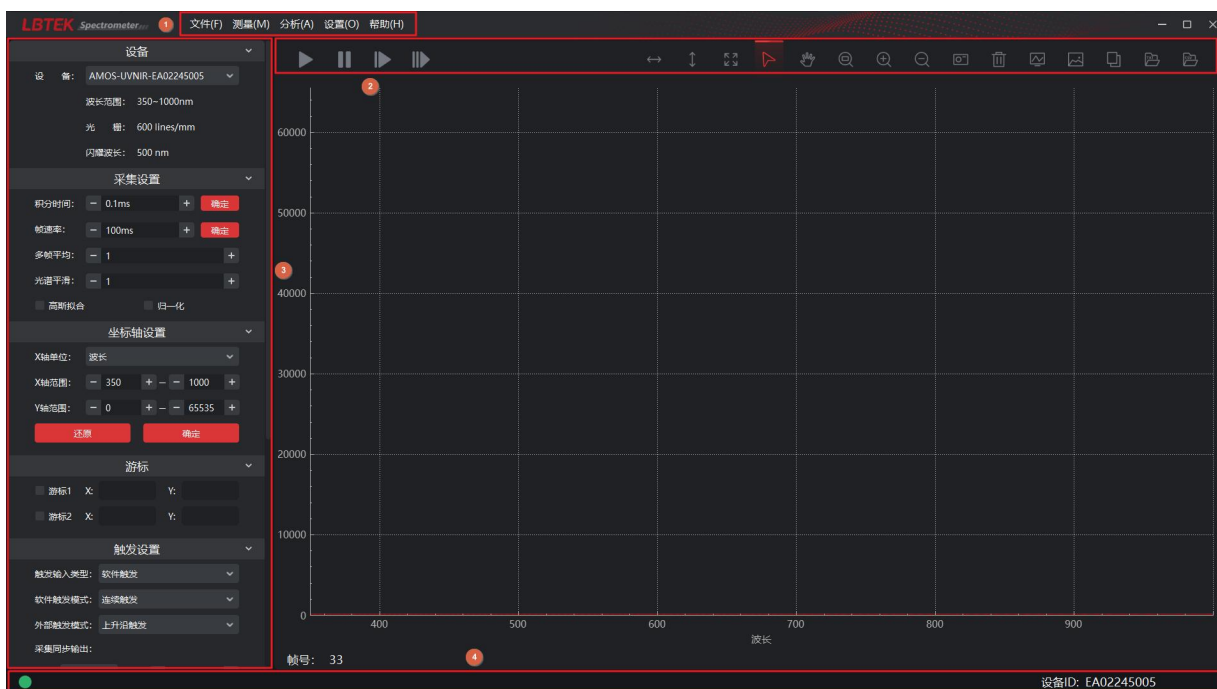 LBTEK Spectrometer 1 文件(F) 测量(M) 分析(A) 设置(O) 帮助(H)
设备
设 备: AMOS-UVNIR-EA02245005
波长范围: 350~1000nm
光 栅: 600 lines/mm
闪耀波长: 500 nm
采集设置
积分时间: - 0.1ms + 确定
帧速率: - 100ms + 确定
多帧平均: - 1 +
光谱平滑: - 1 +
高斯拟合 归一化
坐标轴设置
X轴单位: 波长
X轴范围: - 350 + – - 1000 +
Y轴范围: - 0 + – - 65535 +
还原 确定
游标
游标1 X: Y:
游标2 X: Y:
触发设置
触发输入类型: 软件触发
软件触发模式: 连续触发
外部触发模式: 上升沿触发
采集同步输出:
2
60000
50000
3
40000
30000
20000
10000
0
400 500 600 700 800 900
波长
帧号: 33
4
设备ID: EA02245005